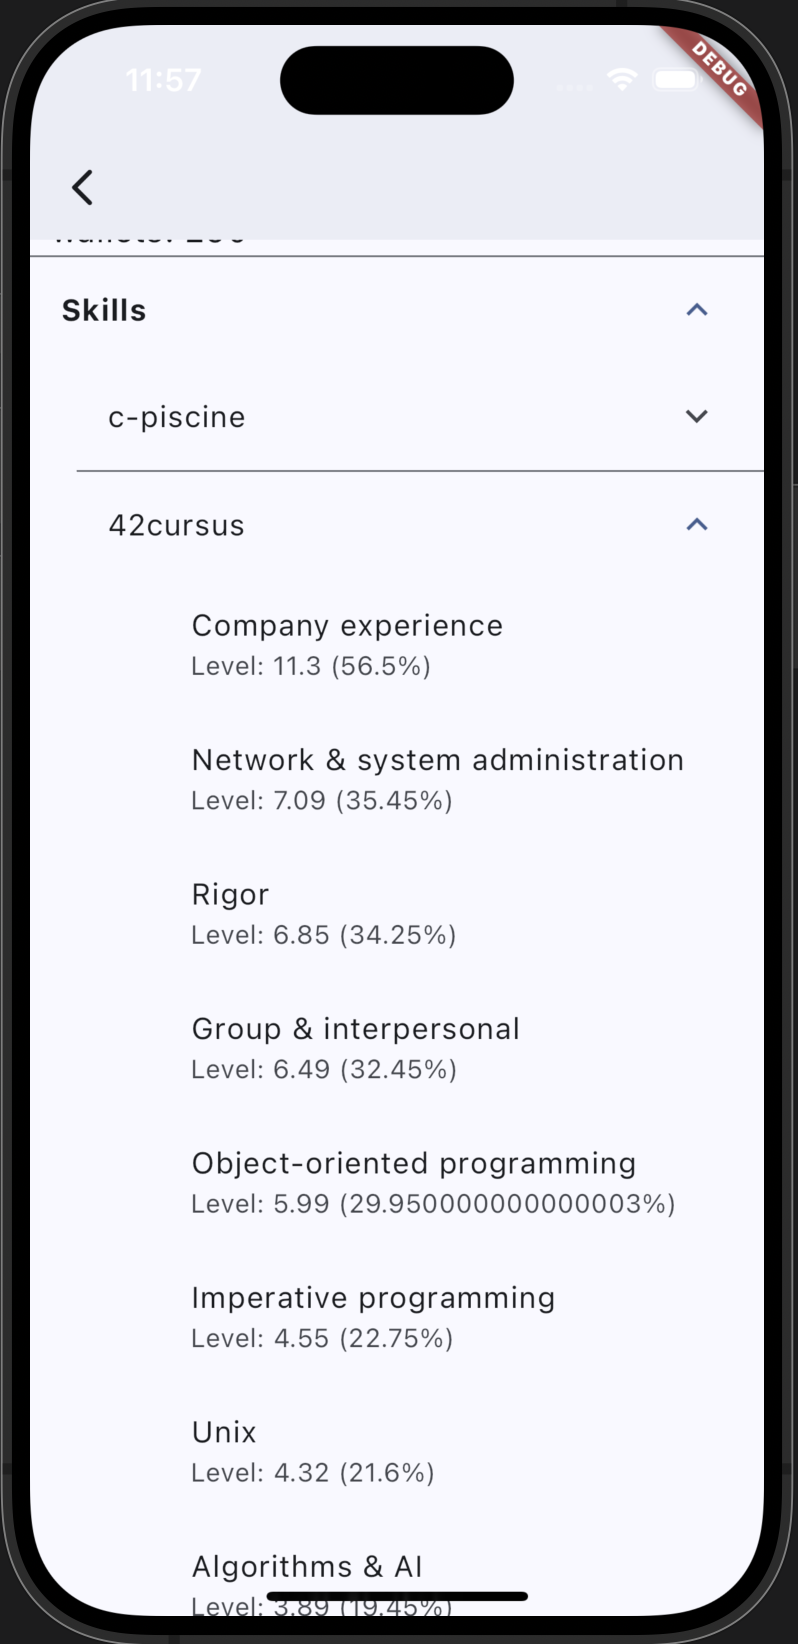 11:57
DEBUG
Skills
c-piscine
42cursus
Company experience
Level: 11.3 (56.5%)
Network & system administration
Level: 7.09 (35.45%)
Rigor
Level: 6.85 (34.25%)
Group & interpersonal
Level: 6.49 (32.45%)
Object-oriented programming
Level: 5.99 (29.950000000000003%)
Imperative programming
Level: 4.55 (22.75%)
Unix
Level: 4.32 (21.6%)
Algorithms & AI
Level: 3.89 (19.45%)